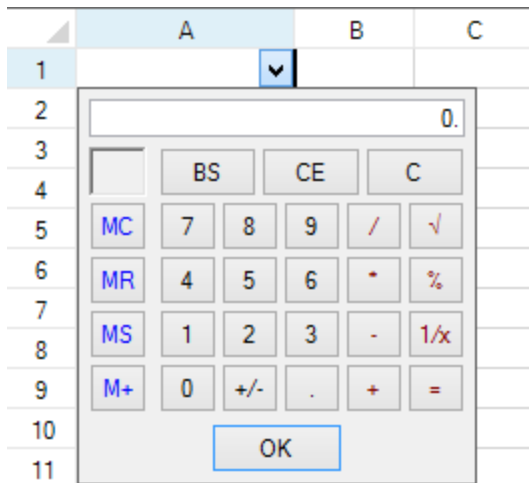 A B C
1
2 0.
3
4 BS CE C
5 MC 7 8 9 / √
6 MR 4 5 6 * %
7
8 MS 1 2 3 - 1/x
9 M+ 0 +/- . + =
10 OK
11